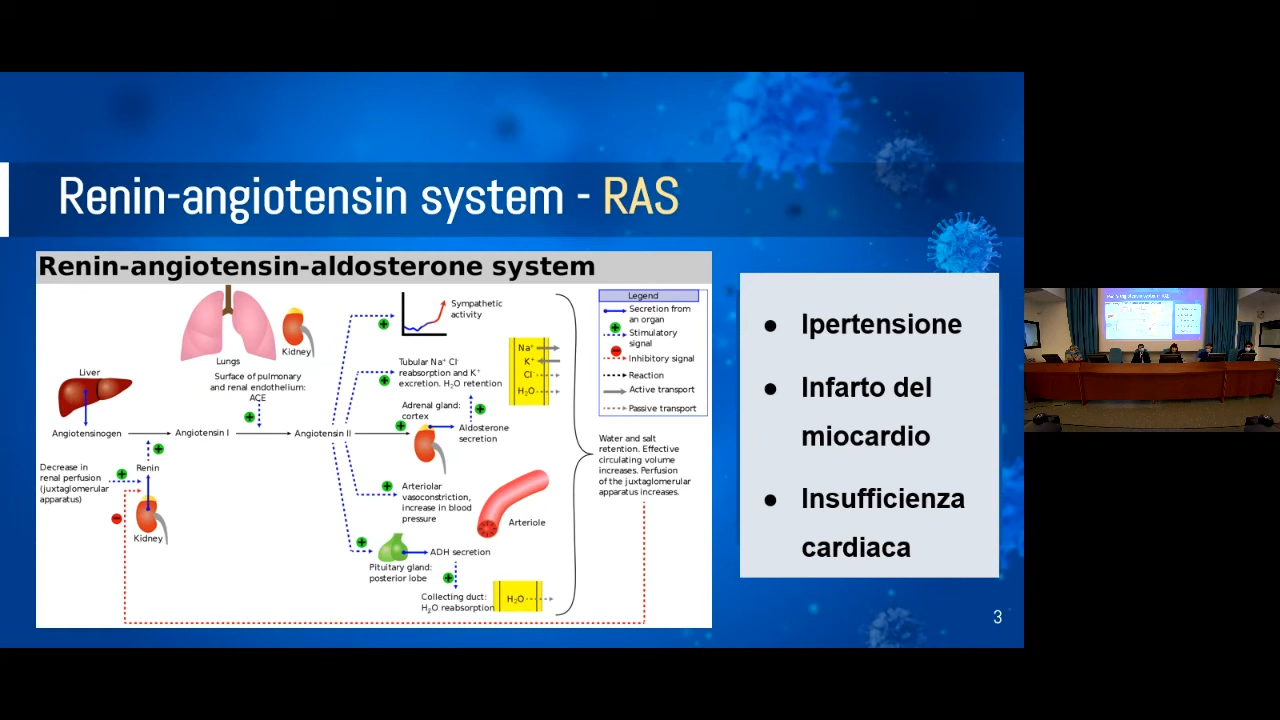 Renin-angiotensin system - RAS
Renin-angiotensin-aldosterone system
Lungs
Kidney
Surface of pulmonary
and renal endothelium:
ACE
Liver
Angiotensinogen
Angiotensin I
Angiotensin II
Decrease in
renal perfusion
(juxtaglomerular
apparatus)
Renin
Kidney
Sympathetic
activity
Tubular Na⁺ Cl⁻
reabsorption and K⁺
excretion. H₂O retention
Adrenal gland:
cortex
Aldosterone
secretion
Arteriolar
vasoconstriction,
increase in blood
pressure
Arteriole
ADH secretion
Pituitary gland:
posterior lobe
Collecting duct:
H₂O reabsorption
Na⁺
K⁺
Cl⁻
H₂O
H₂O
Legend
Secretion from
an organ
Stimulatory
signal
Inhibitory signal
Reaction
Active transport
Passive transport
Water and salt
retention. Effective
circulating volume
increases. Perfusion
of the juxtaglomerular
apparatus increases.
● Ipertensione
● Infarto del
miocardio
● Insufficienza
cardiaca
3